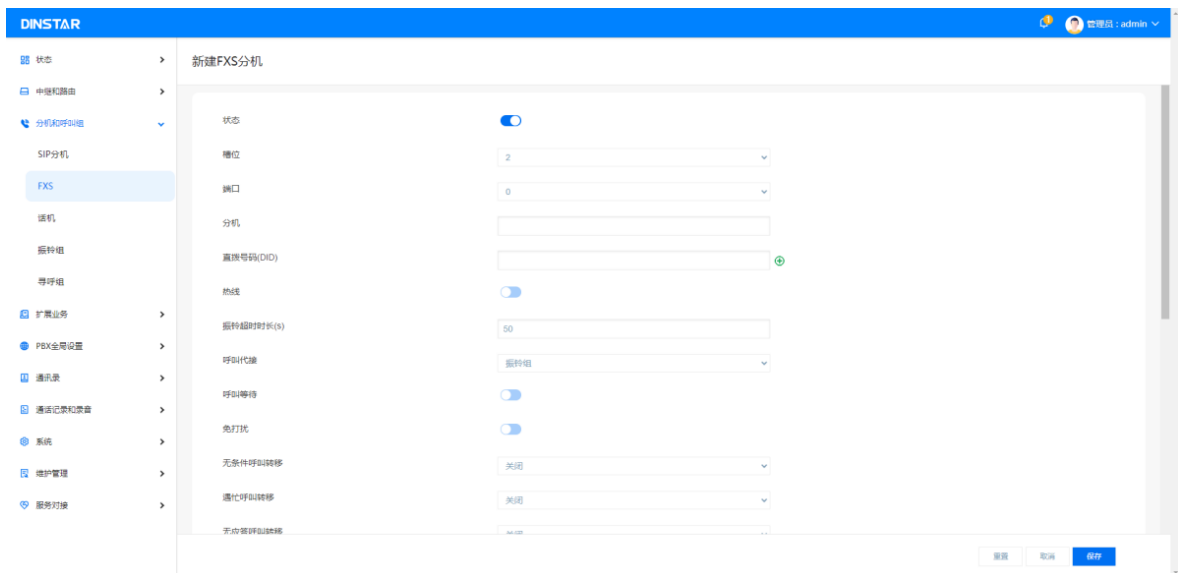 DINSTAR
1
管理员 : admin
状态
中继和路由
分机和呼叫组
SIP分机
FXS
话机
振铃组
寻呼组
扩展业务
PBX全局设置
通讯录
通话记录和录音
系统
维护管理
服务对接
新建FXS分机
状态
槽位
2
端口
0
分机
直拨号码(DID)
热线
振铃超时时长(s)
50
呼叫代接
振铃组
呼叫等待
免打扰
无条件呼叫转移
关闭
遇忙呼叫转移
关闭
无应答呼叫转移
关闭
重置
取消
保存